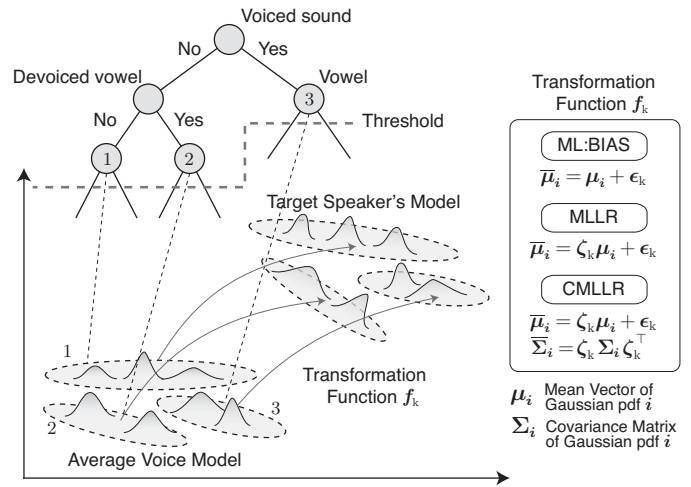 Voiced sound
No
Yes
Devoiced vowel
Vowel
3
No
Yes
Threshold
1
2
Target Speaker's Model
1
2
3
Transformation
Function f_k
Average Voice Model
Transformation
Function f_k
ML:BIAS
μ̅_i = μ_i + ϵ_k
MLLR
μ̅_i = ζ_k μ_i + ϵ_k
CMLLR
μ̅_i = ζ_k μ_i + ϵ_k
Σ̅_i = ζ_k Σ_i ζ_k^⊤
μ_i Mean Vector of
Gaussian pdf i
Σ_i Covariance Matrix
of Gaussian pdf i